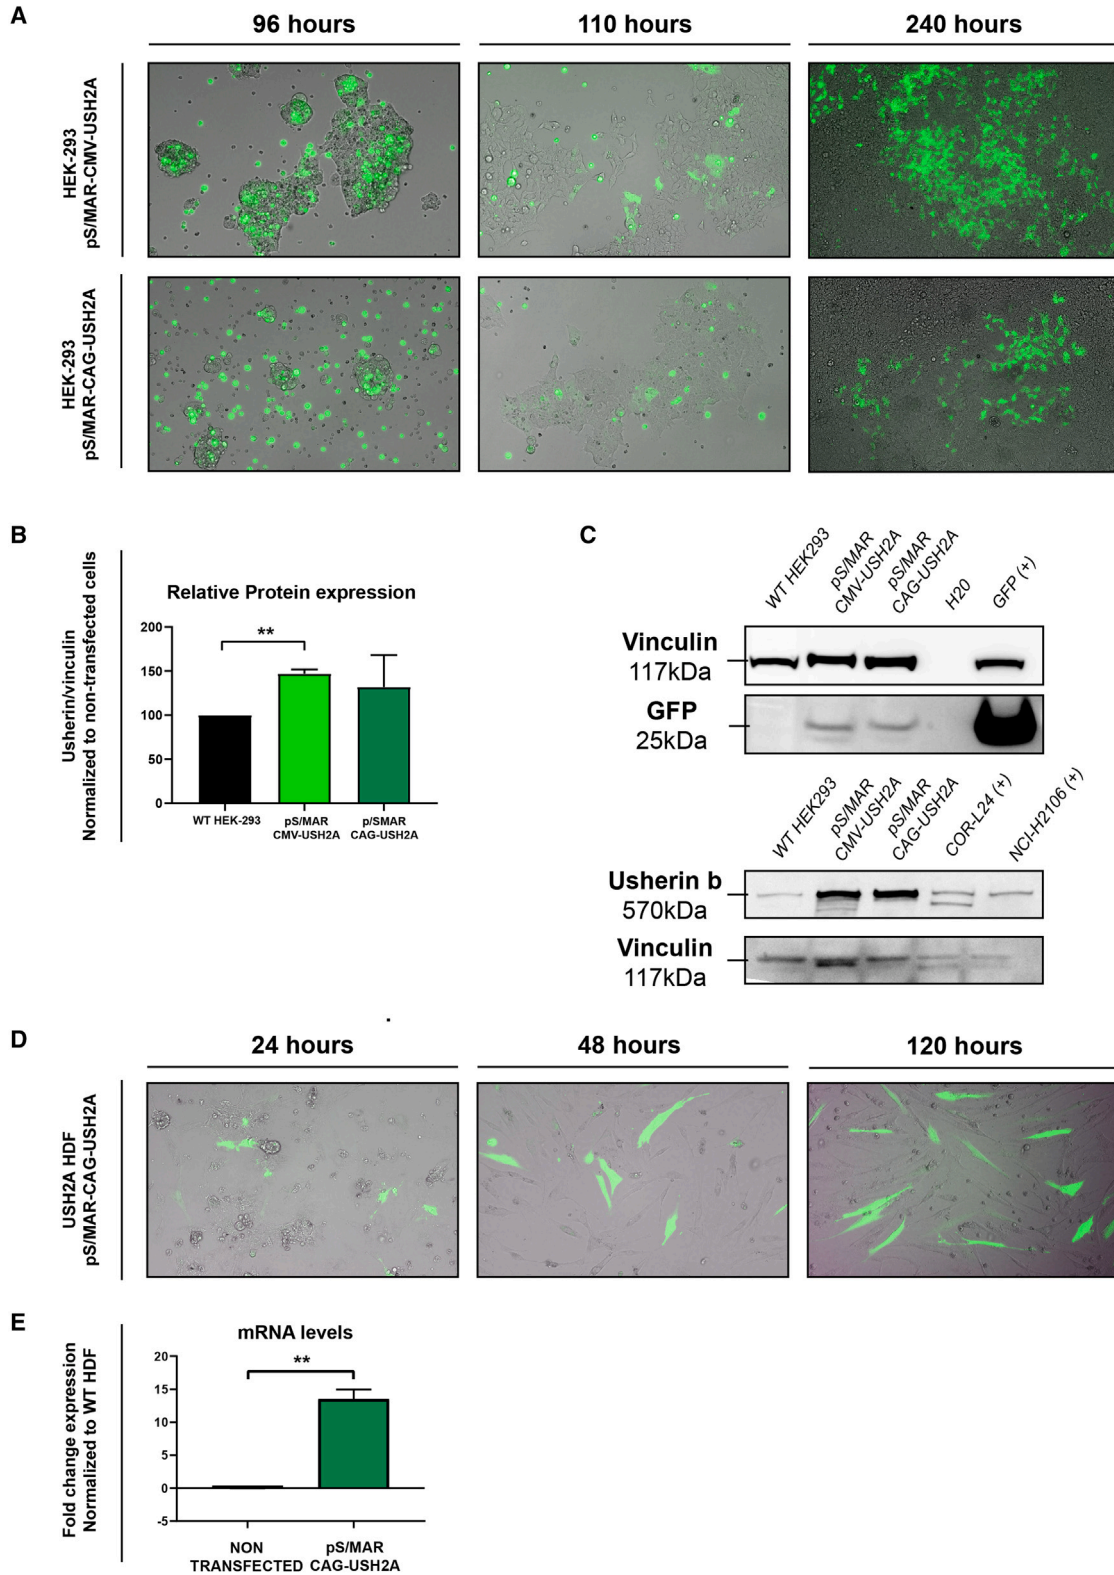 A
96 hours
110 hours
240 hours
HEK-293
pS/MAR-CMV-USH2A
HEK-293
pS/MAR-CAG-USH2A
B
Relative Protein expression
Usherin/vinculin
Normalized to non-transfected cells
200
150
100
50
0
**
WT HEK-293
pS/MAR
CMV-USH2A
p/SMAR
CAG-USH2A
C
WT HEK293
pS/MAR
CMV-USH2A
pS/MAR
CAG-USH2A
H20
GFP (+)
Vinculin
117kDa
GFP
25kDa
WT HEK293
pS/MAR
CMV-USH2A
pS/MAR
CAG-USH2A
COR-L24 (+)
NCI-H2106 (+)
Usherin b
570kDa
Vinculin
117kDa
D
24 hours
48 hours
120 hours
USH2A HDF
pS/MAR-CAG-USH2A
E
mRNA levels
Fold change expression
Normalized to WT HDF
20
15
10
5
0
-5
**
NON
TRANSFECTED
pS/MAR
CAG-USH2A